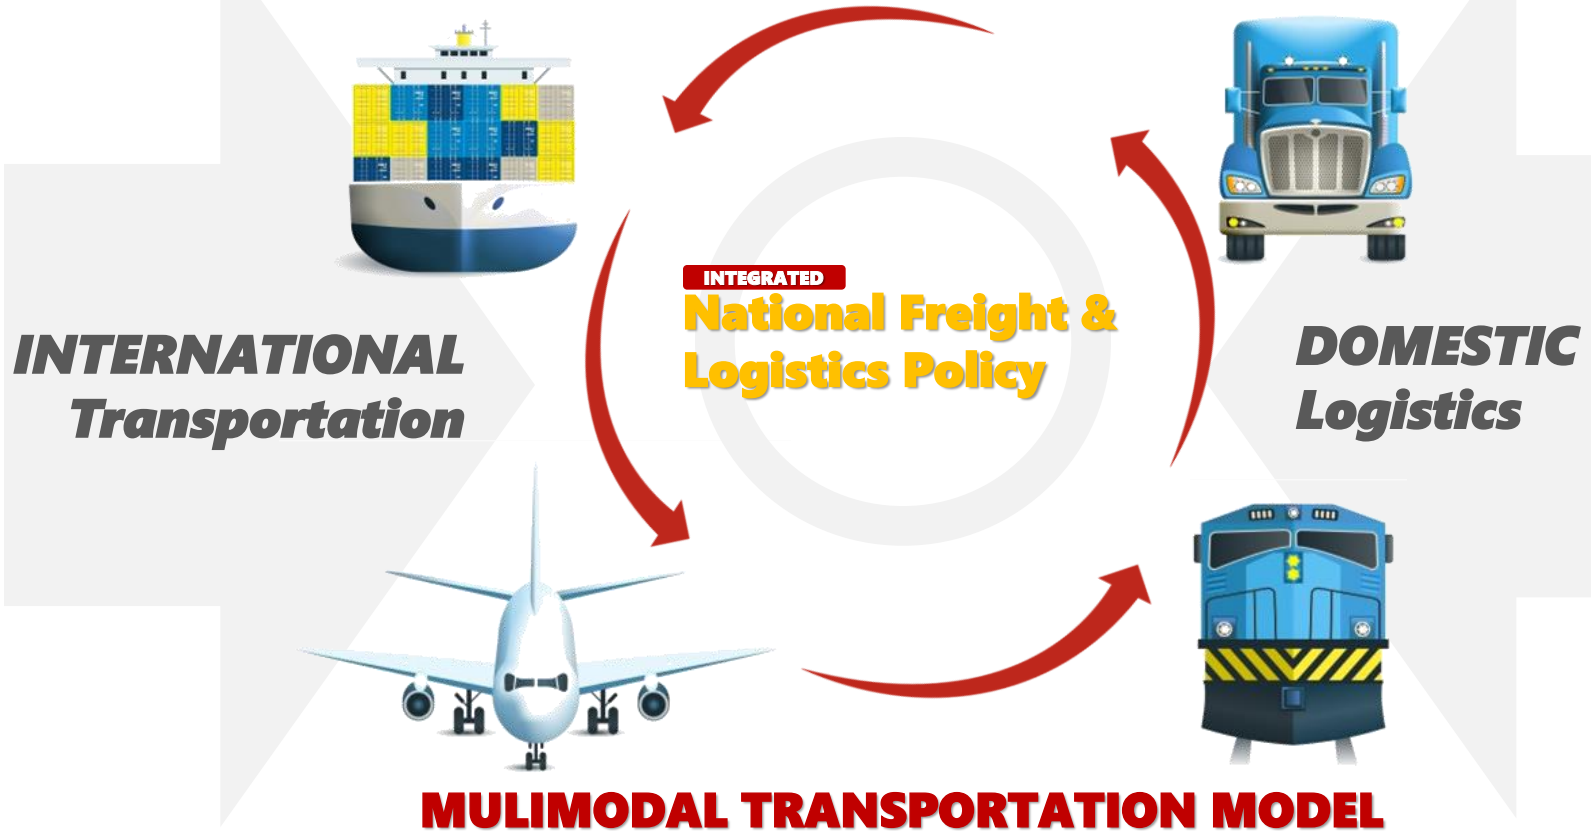 INTEGRATED
National Freight &
Logistics Policy
INTERNATIONAL
Transportation
DOMESTIC
Logistics
MULIMODAL TRANSPORTATION MODEL